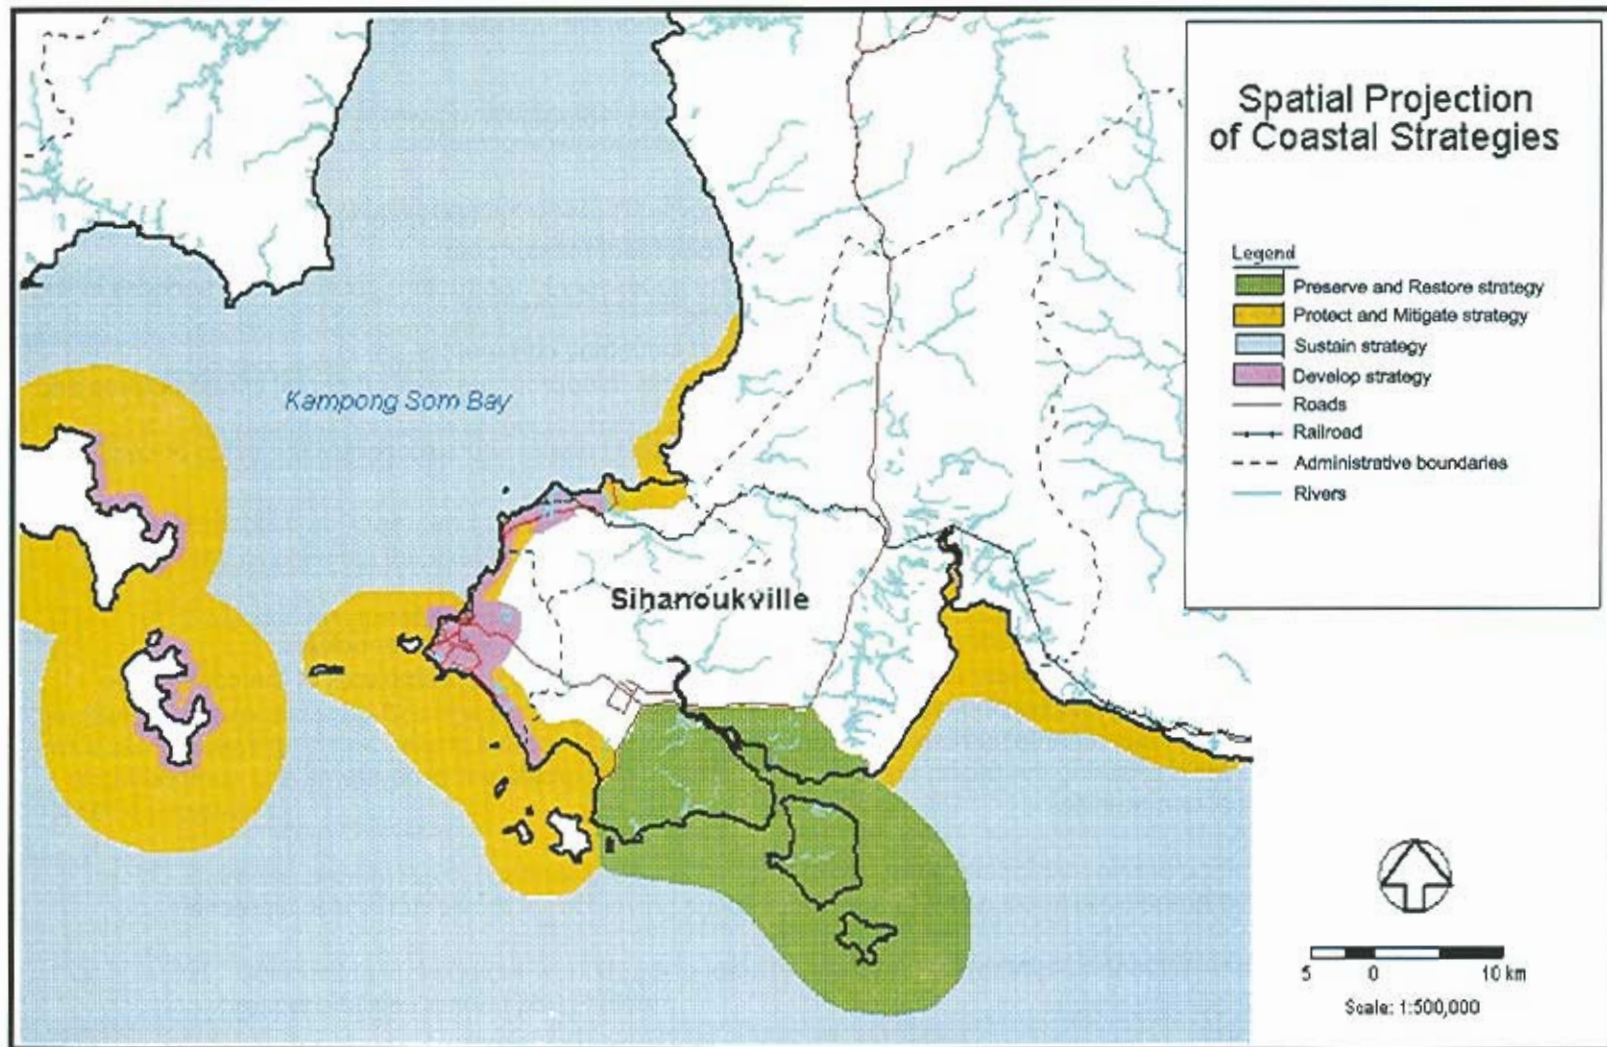 Spatial Projection
of Coastal Strategies
Legend
Preserve and Restore strategy
Protect and Mitigate strategy
Sustain strategy
Develop strategy
Roads
Railroad
Administrative boundaries
Rivers
Kampong Som Bay
Sihanoukville
5 0 10 km
Scale: 1:500,000